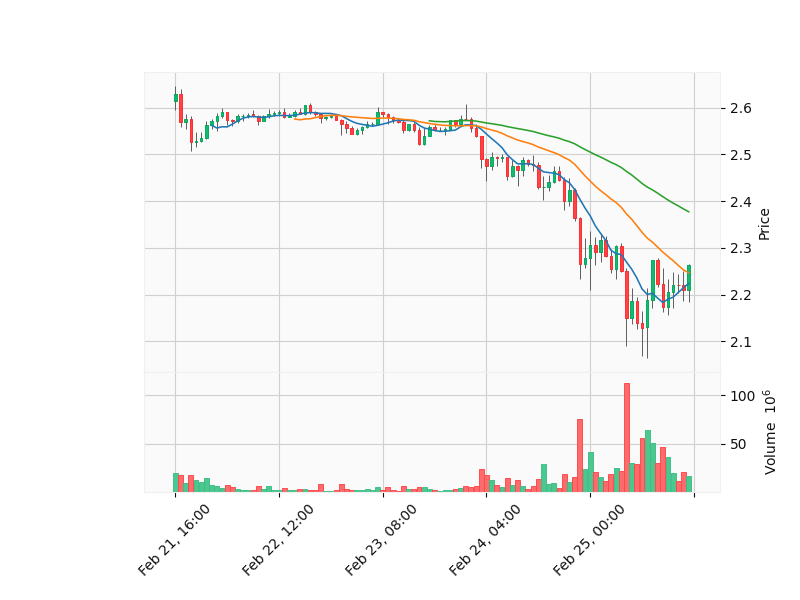 2.6
2.5
2.4
2.3
2.2
2.1
Price
100
50
Volume 10^6
Feb 21, 16:00
Feb 22, 12:00
Feb 23, 08:00
Feb 24, 04:00
Feb 25, 00:00